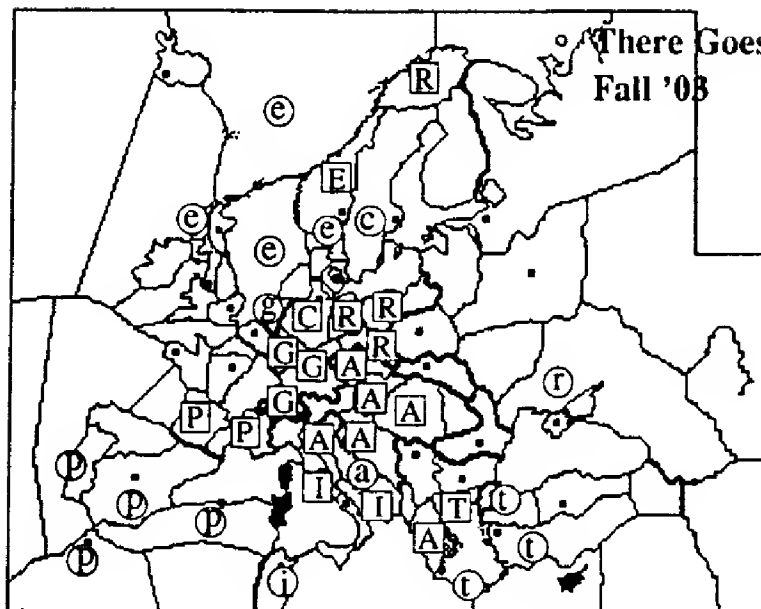 There Goes
R
Fall '03
e
E
e e c
e
g C R R
R
G G A
r
G A A
P P A A
p a
p I I T t
p A t
p i t